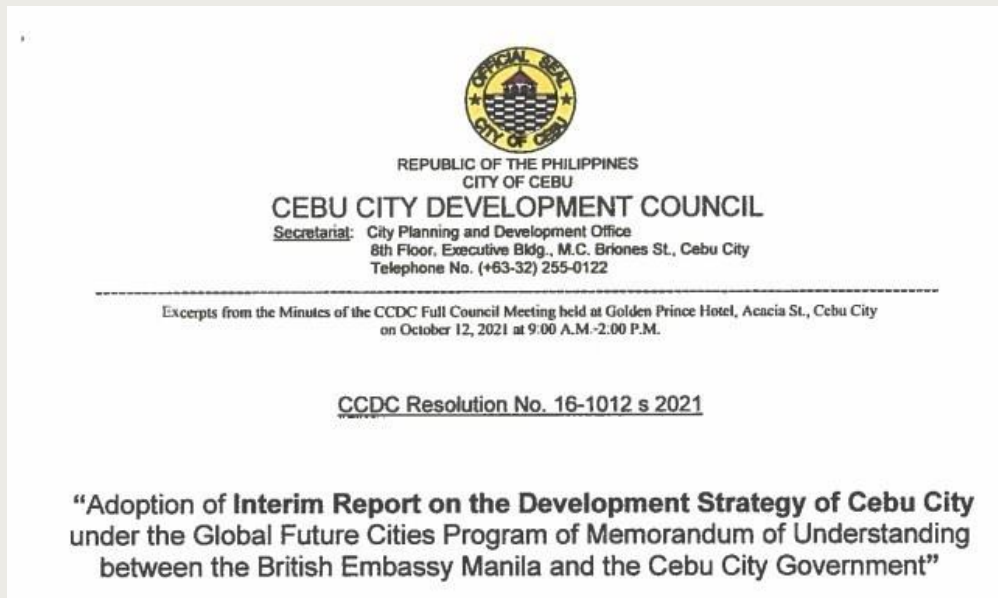 OFFICIAL SEAL
CITY OF CEBU
REPUBLIC OF THE PHILIPPINES
CITY OF CEBU
CEBU CITY DEVELOPMENT COUNCIL
Secretariat: City Planning and Development Office
8th Floor, Executive Bldg., M.C. Briones St., Cebu City
Telephone No. (+63-32) 255-0122
Excerpts from the Minutes of the CCDC Full Council Meeting held at Golden Prince Hotel, Acacia St., Cebu City
on October 12, 2021 at 9:00 A.M.-2:00 P.M.
CCDC Resolution No. 16-1012 s 2021
“Adoption of Interim Report on the Development Strategy of Cebu City
under the Global Future Cities Program of Memorandum of Understanding
between the British Embassy Manila and the Cebu City Government”